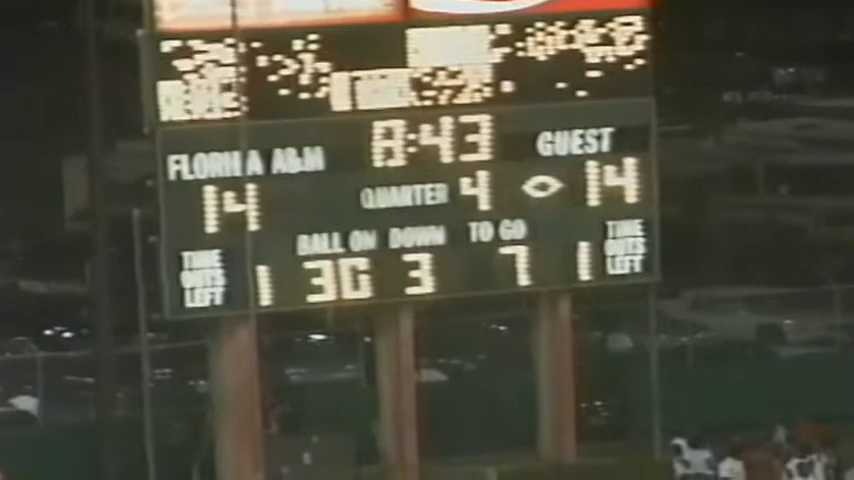 FLORIDA A&M 8:43 GUEST
14 QUARTER 4 14
BALL ON DOWN TO GO
TIME OUTS LEFT 1 30 3 7 1 TIME OUTS LEFT